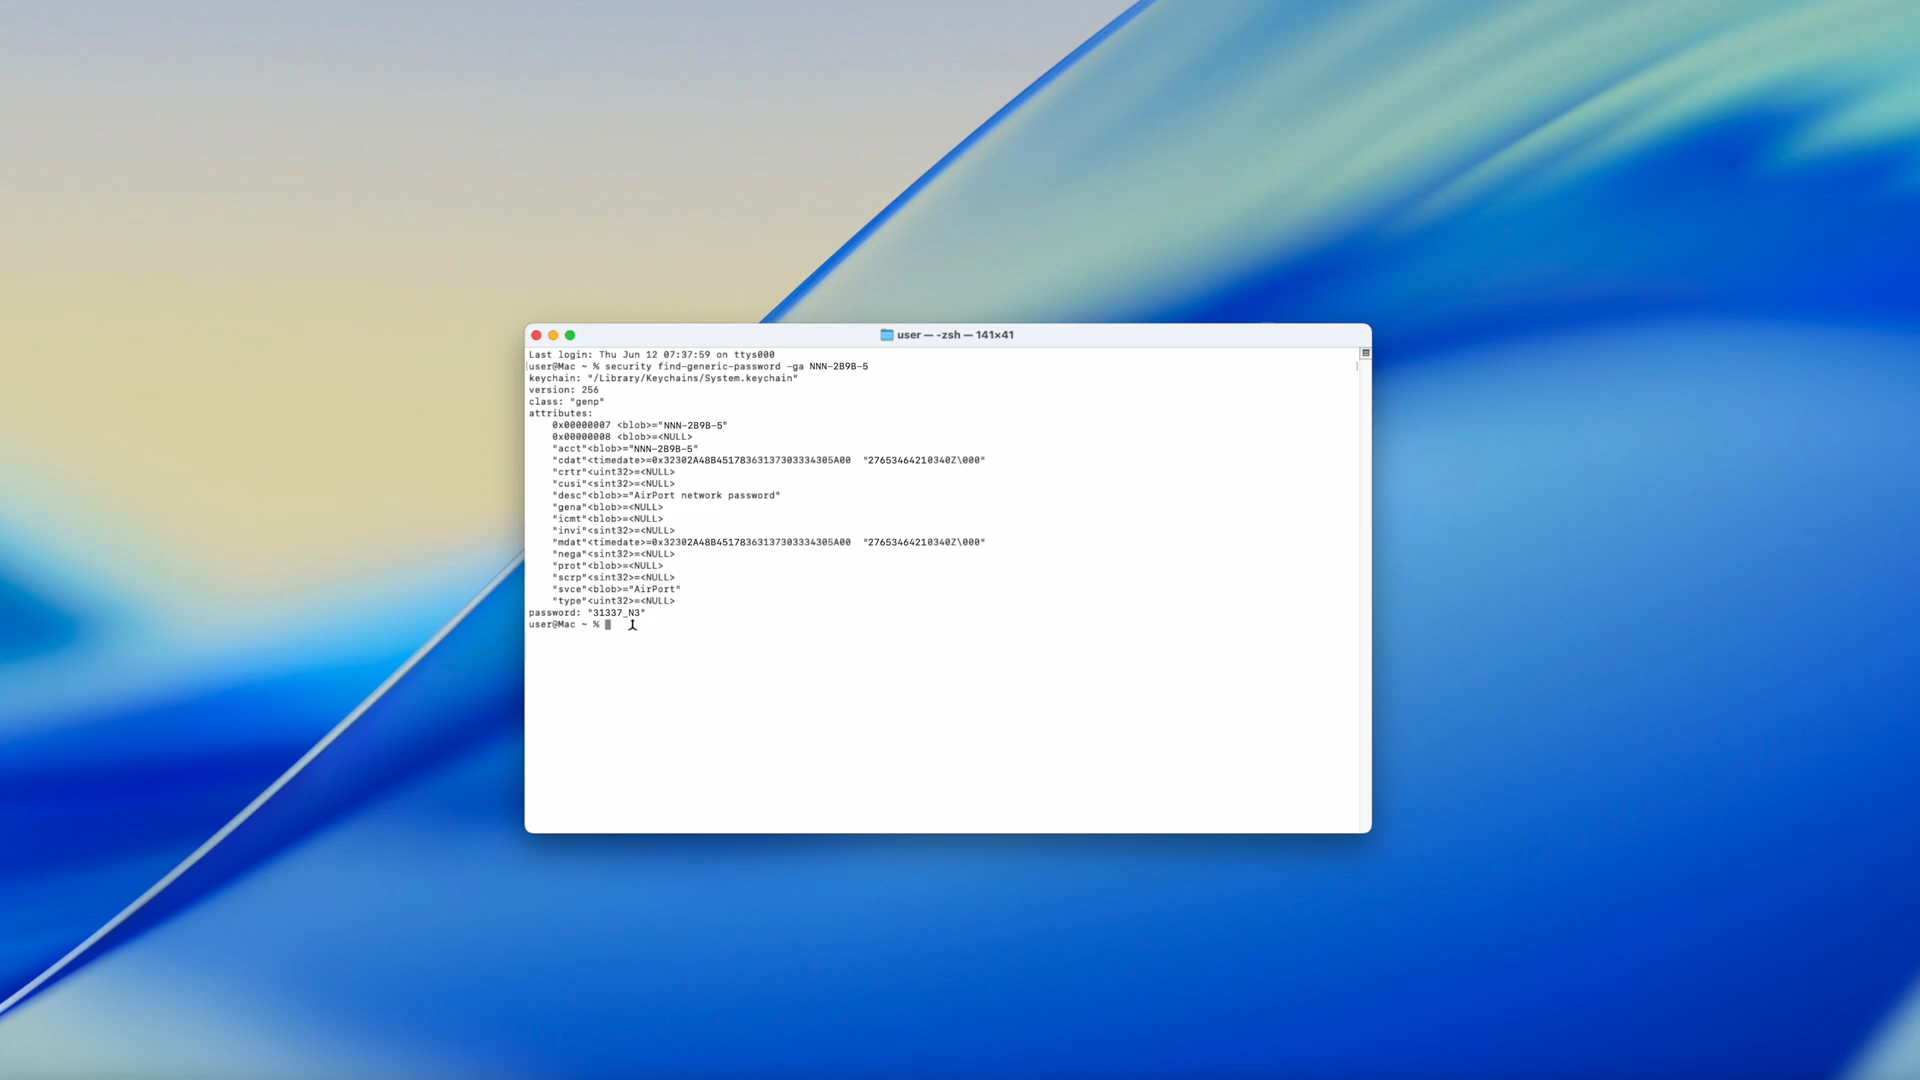 user — -zsh — 141×41
Last login: Thu Jun 12 07:37:59 on ttys000
user@Mac ~ % security find-generic-password -ga NNN-2B9B-5
keychain: "/Library/Keychains/System.keychain"
version: 256
class: "genp"
attributes:
    0x00000007 <blob>="NNN-2B9B-5"
    0x00000008 <blob>=<NULL>
    "acct"<blob>="NNN-2B9B-5"
    "cdat"<timedate>=0x32302A48B45178363137303334305A00  "27653464210340Z\000"
    "crtr"<uint32>=<NULL>
    "cusi"<sint32>=<NULL>
    "desc"<blob>="AirPort network password"
    "gena"<blob>=<NULL>
    "icmt"<blob>=<NULL>
    "invi"<sint32>=<NULL>
    "mdat"<timedate>=0x32302A48B45178363137303334305A00  "27653464210340Z\000"
    "nega"<sint32>=<NULL>
    "prot"<blob>=<NULL>
    "scrp"<sint32>=<NULL>
    "svce"<blob>="AirPort"
    "type"<uint32>=<NULL>
password: "31337_N3"
user@Mac ~ %